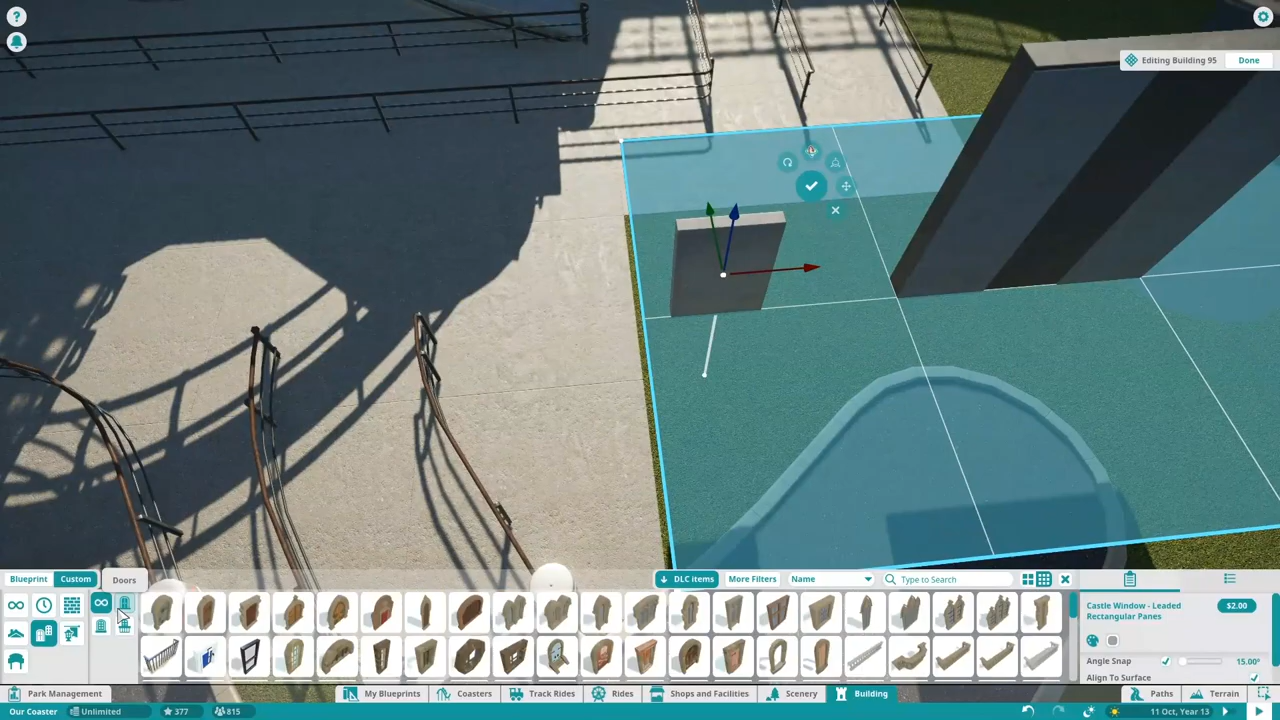 ?
Editing Building 95
Done
Blueprint
Custom
Doors
DLC items
More Filters
Name
Type to Search
Castle Window - Leaded
Rectangular Panes
$2.00
Angle Snap
15.00°
Align To Surface
Park Management
My Blueprints
Coasters
Track Rides
Rides
Shops and Facilities
Scenery
Building
Paths
Terrain
Our Coaster
Unlimited
377
815
11 Oct, Year 13